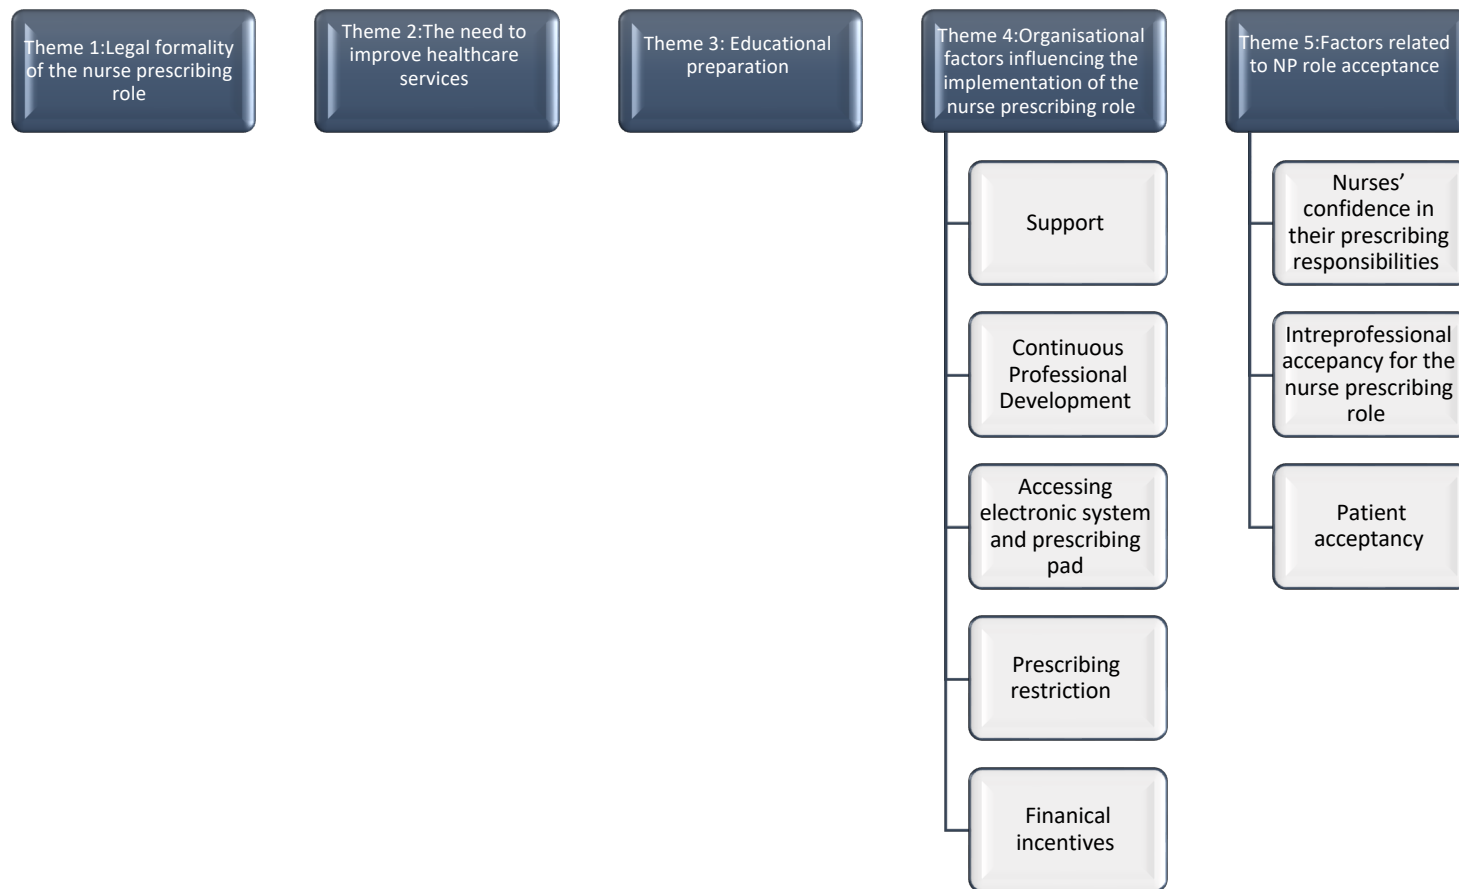 Theme 1:Legal formality
of the nurse prescribing
role
Theme 2:The need to
improve healthcare
services
Theme 3: Educational
preparation
Theme 4:Organisational
factors influencing the
implementation of the
nurse prescribing role
Support
Continuous
Professional
Development
Accessing
electronic system
and prescribing
pad
Prescribing
restriction
Finanical
incentives
Theme 5:Factors related
to NP role acceptance
Nurses’
confidence in
their prescribing
responsibilities
Intreprofessional
accepancy for the
nurse prescribing
role
Patient
acceptancy